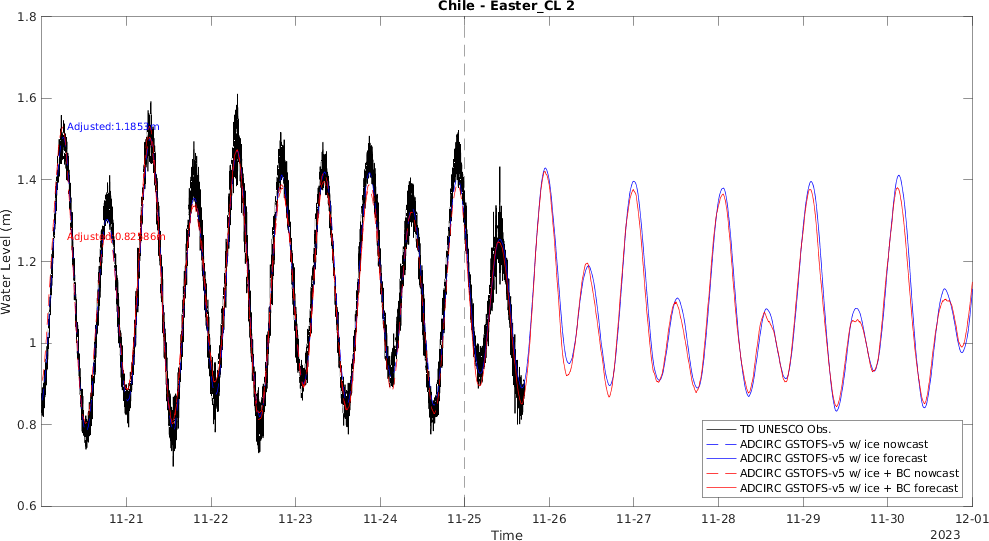 Chile - Easter_CL 2
1.8
1.6
1.4
1.2
1
0.8
0.6
Water Level (m)
Adjusted:1.1853m
Adjusted:0.82586m
11-21
11-22
11-23
11-24
11-25
11-26
11-27
11-28
11-29
11-30
12-01
Time
2023
TD UNESCO Obs.
ADCIRC GSTOFS-v5 w/ ice nowcast
ADCIRC GSTOFS-v5 w/ ice forecast
ADCIRC GSTOFS-v5 w/ ice + BC nowcast
ADCIRC GSTOFS-v5 w/ ice + BC forecast